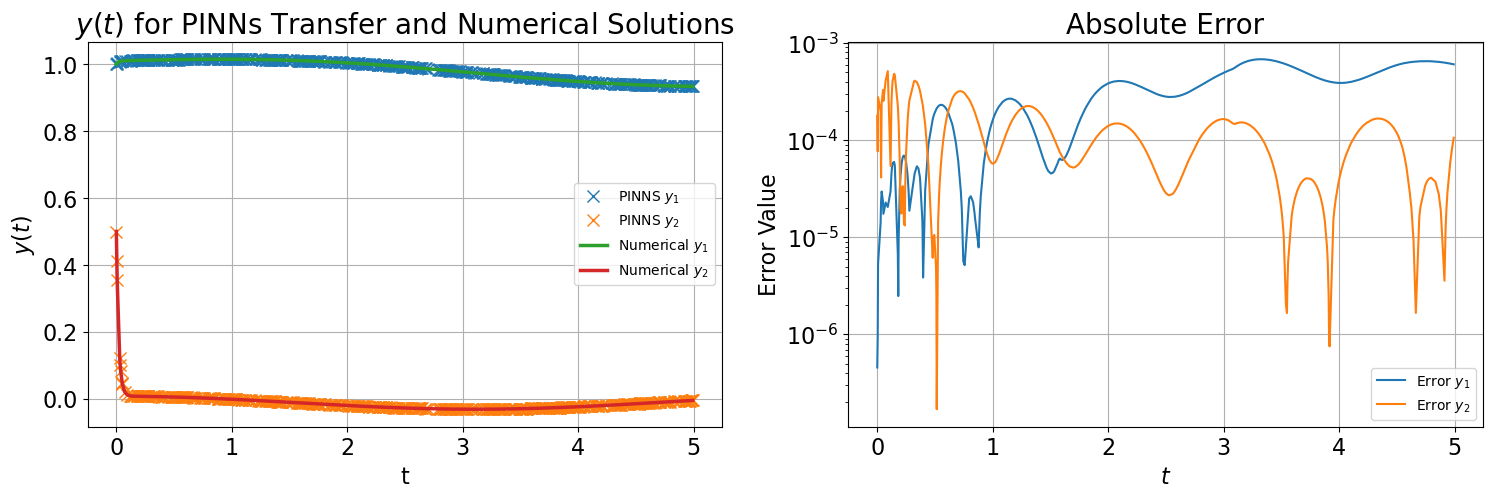 y(t) for PINNs Transfer and Numerical Solutions
1.0
0.8
0.6
0.4
0.2
0.0
y(t)
PINNS y₁
PINNS y₂
Numerical y₁
Numerical y₂
0 1 2 3 4 5
t
Absolute Error
10⁻³
10⁻⁴
10⁻⁵
10⁻⁶
Error Value
Error y₁
Error y₂
0 1 2 3 4 5
t